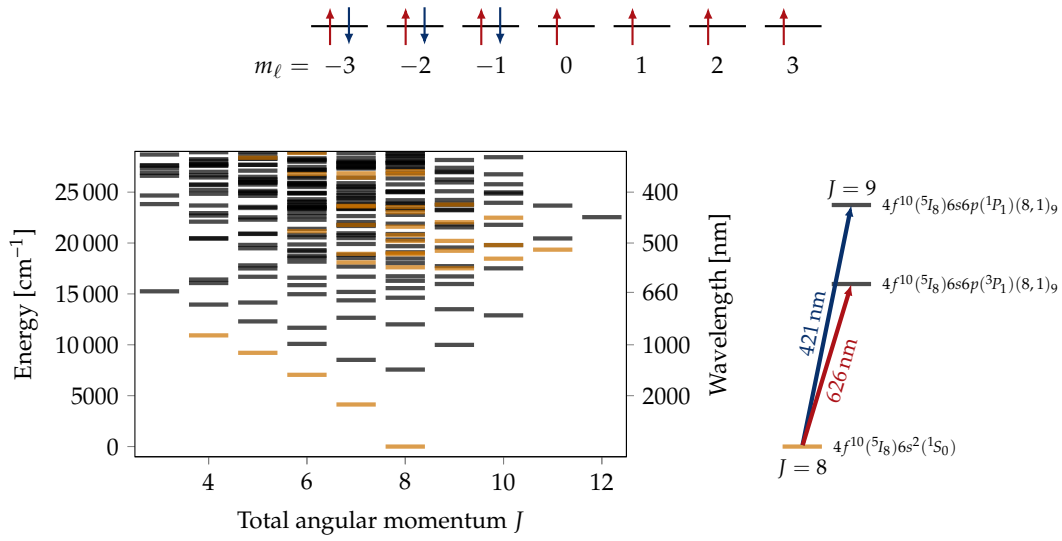 mℓ = −3 −2 −1 0 1 2 3
25 000
20 000
15 000
10 000
5000
0
Energy [cm⁻¹]
4 6 8 10 12
Total angular momentum J
400
500
660
1000
2000
Wavelength [nm]
J = 9
4f¹⁰(⁵I₈)6s6p(¹P₁)(8,1)₉
4f¹⁰(⁵I₈)6s6p(³P₁)(8,1)₉
421 nm
626 nm
4f¹⁰(⁵I₈)6s²(¹S₀)
J = 8